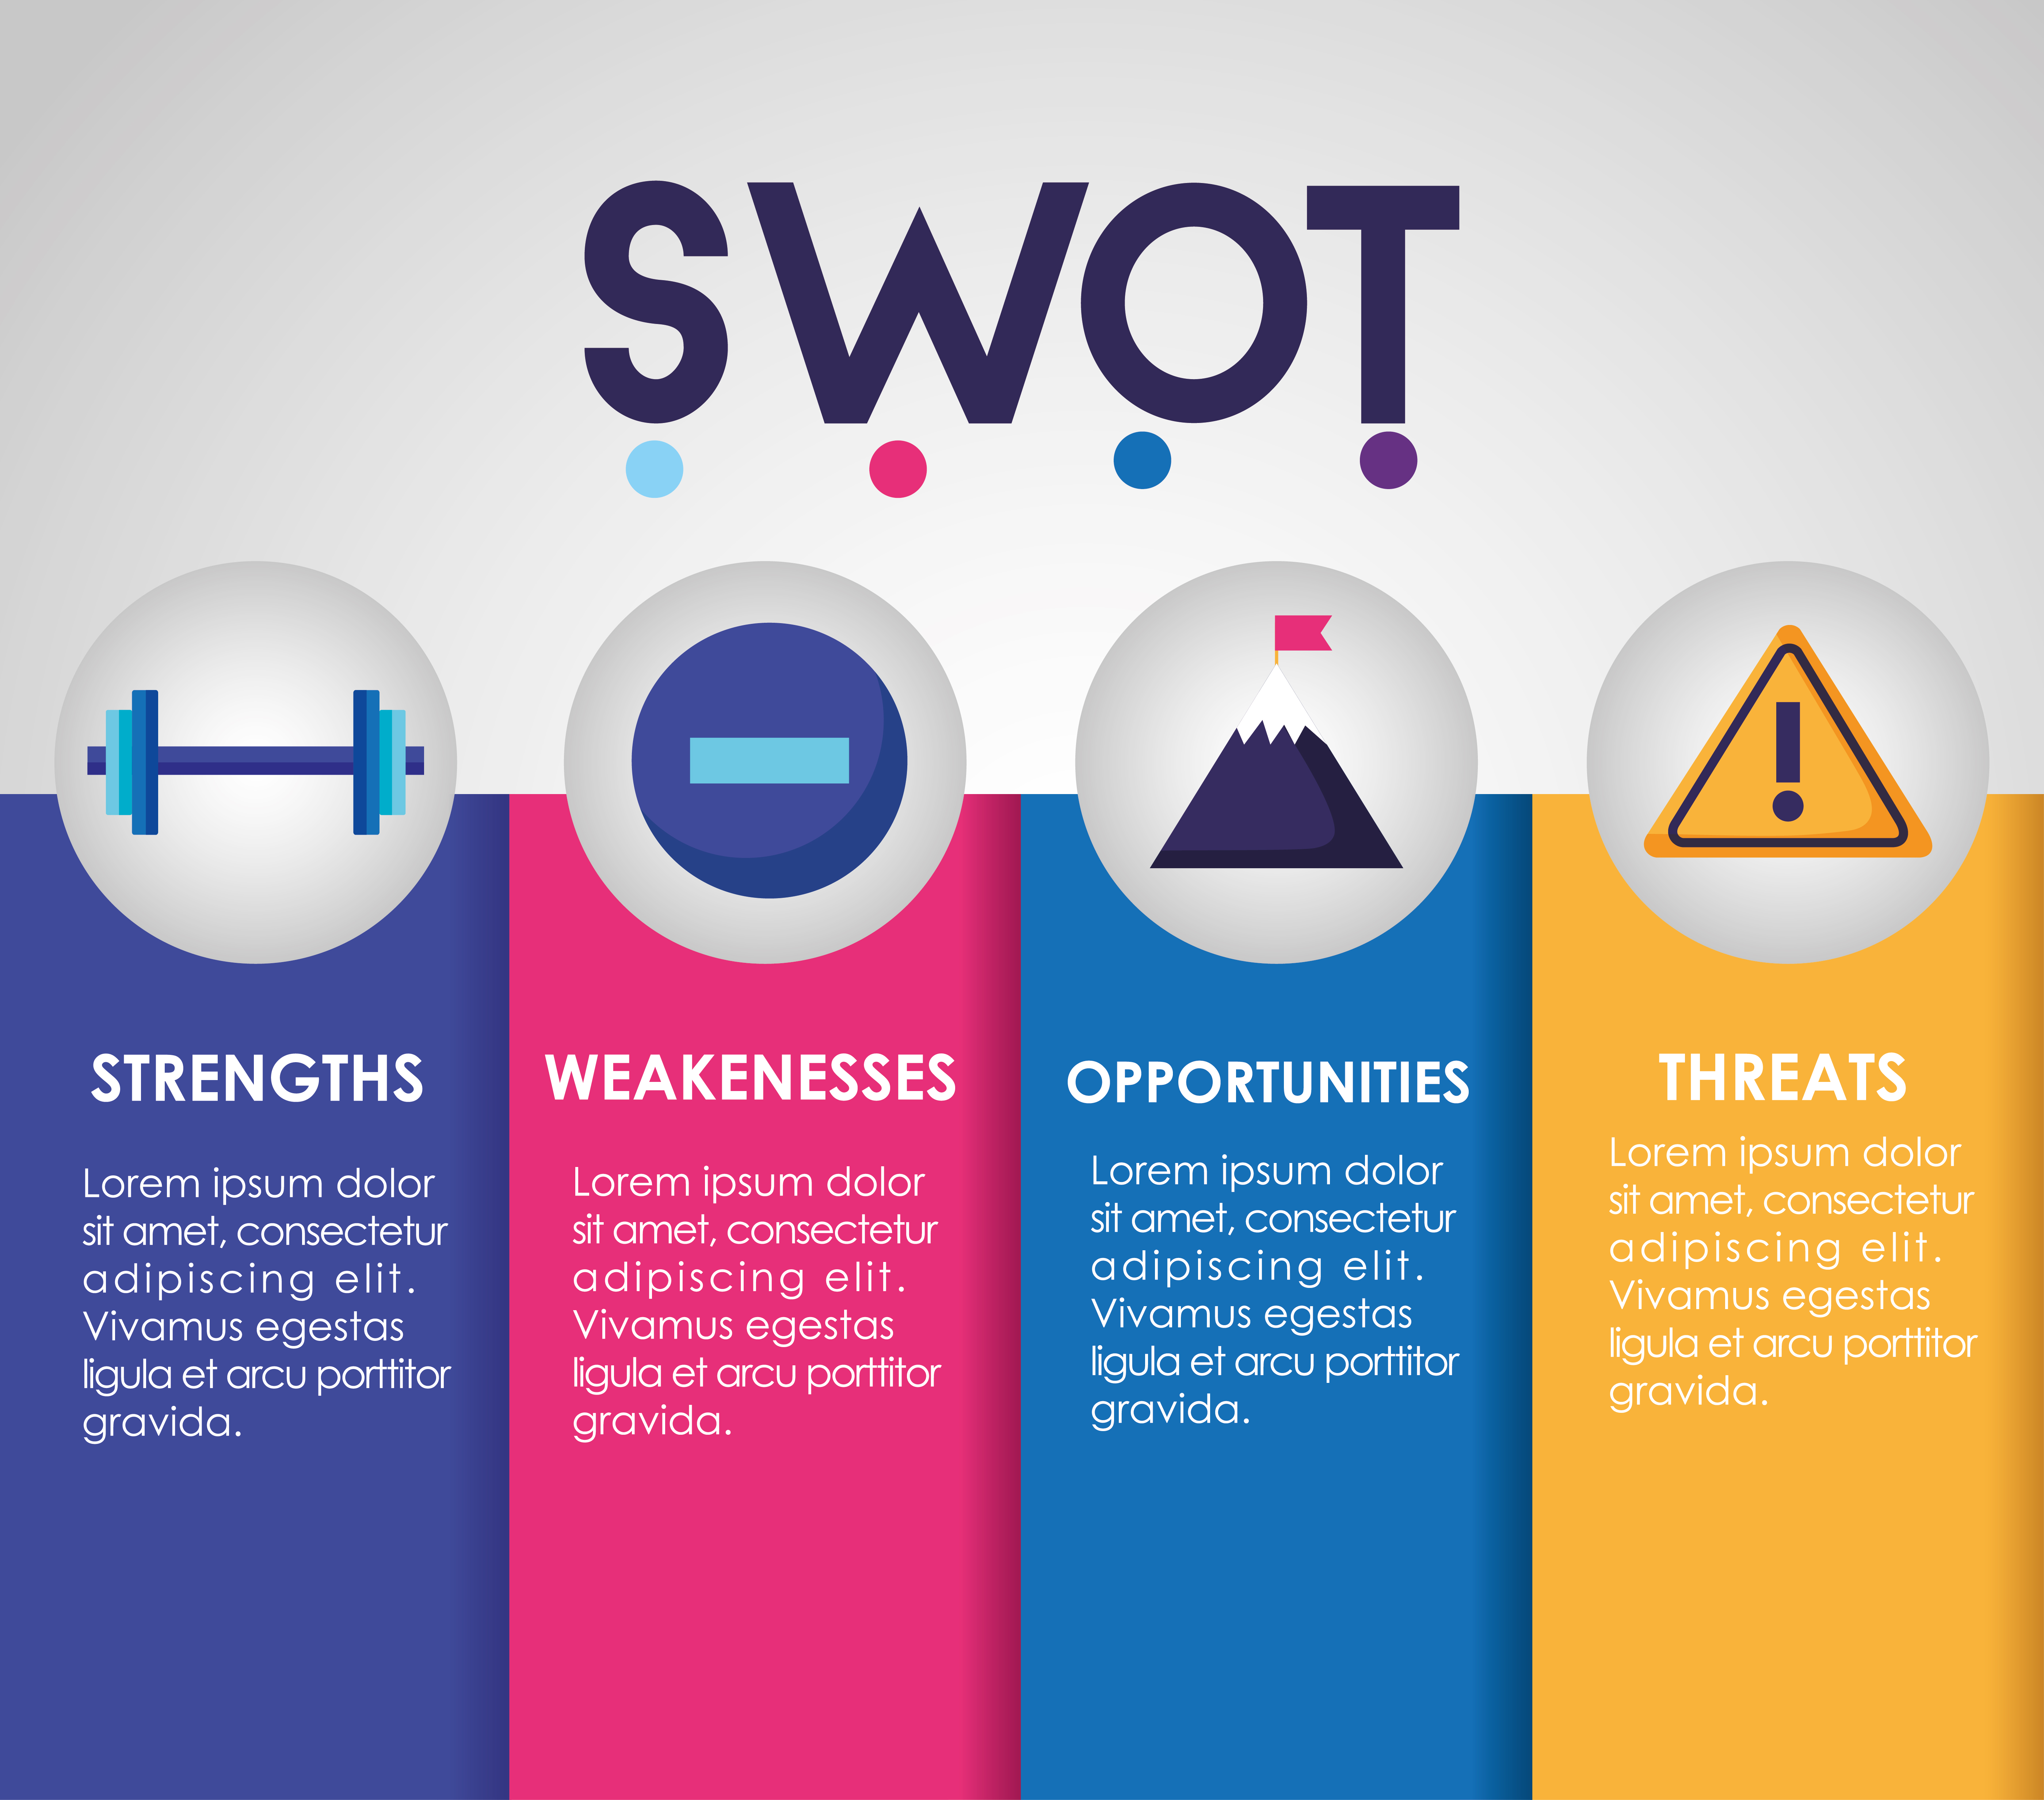 SWOT
STRENGTHS
Lorem ipsum dolor
sit amet, consectetur
adipiscing elit.
Vivamus egestas
ligula et arcu porttitor
gravida.
WEAKENESSES
Lorem ipsum dolor
sit amet, consectetur
adipiscing elit.
Vivamus egestas
ligula et arcu porttitor
gravida.
OPPORTUNITIES
Lorem ipsum dolor
sit amet, consectetur
adipiscing elit.
Vivamus egestas
ligula et arcu porttitor
gravida.
THREATS
Lorem ipsum dolor
sit amet, consectetur
adipiscing elit.
Vivamus egestas
ligula et arcu porttitor
gravida.